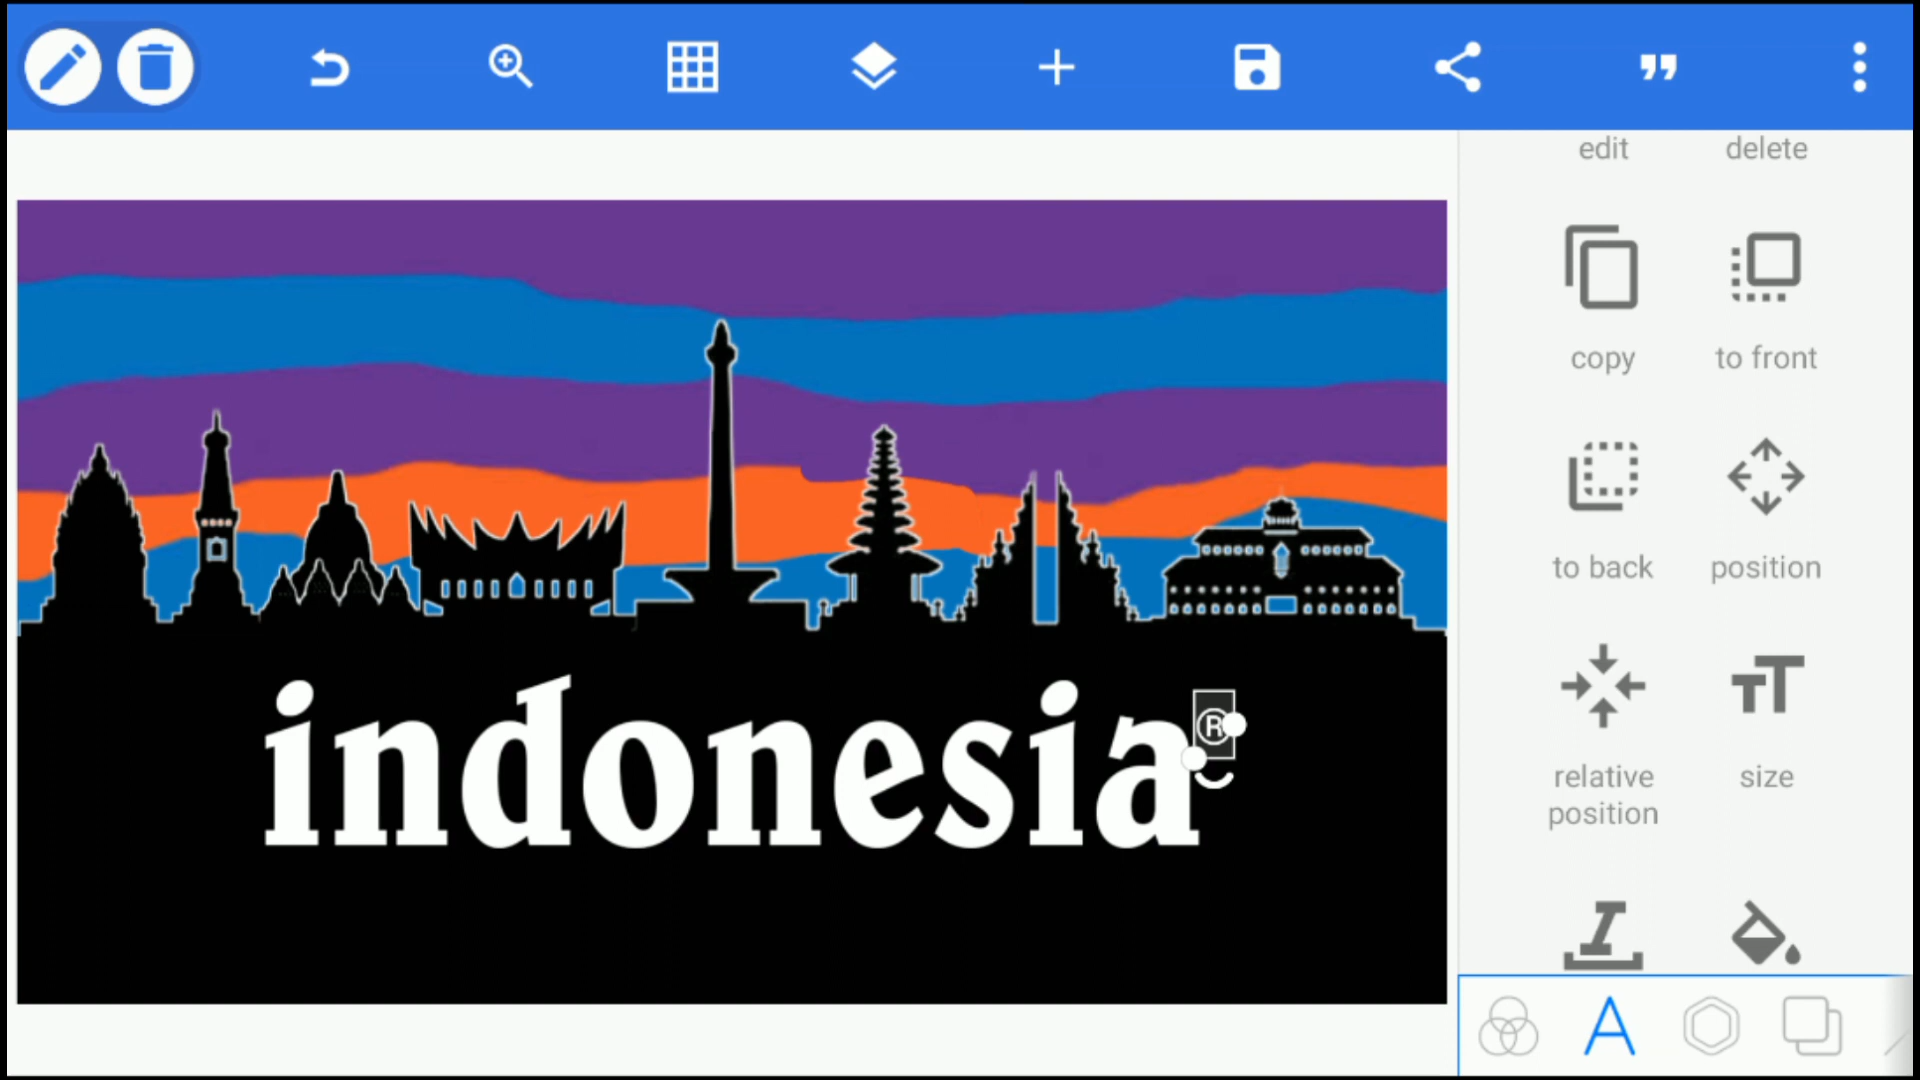 edit
delete
copy
to front
to back
position
relative
position
size
indonesia
®